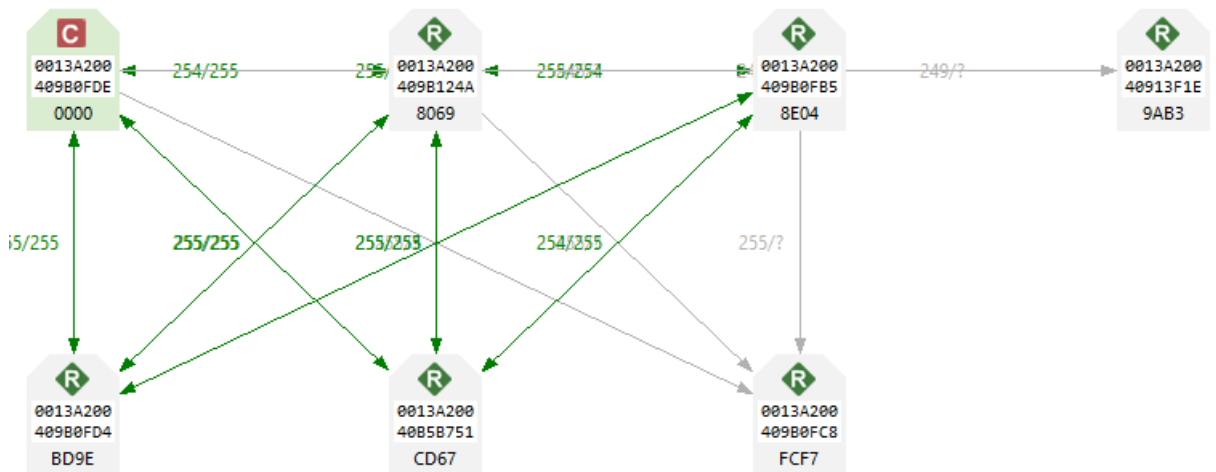 C
0013A200
409B0FDE
0000
254/255
R
0013A200
409B124A
8069
255/254
R
0013A200
409B0FB5
8E04
249/?
R
0013A200
40913F1E
9AB3
5/255
255/255
254/255
255/?
R
0013A200
409B0FD4
BD9E
R
0013A200
40B5B751
CD67
R
0013A200
409B0FC8
FCF7